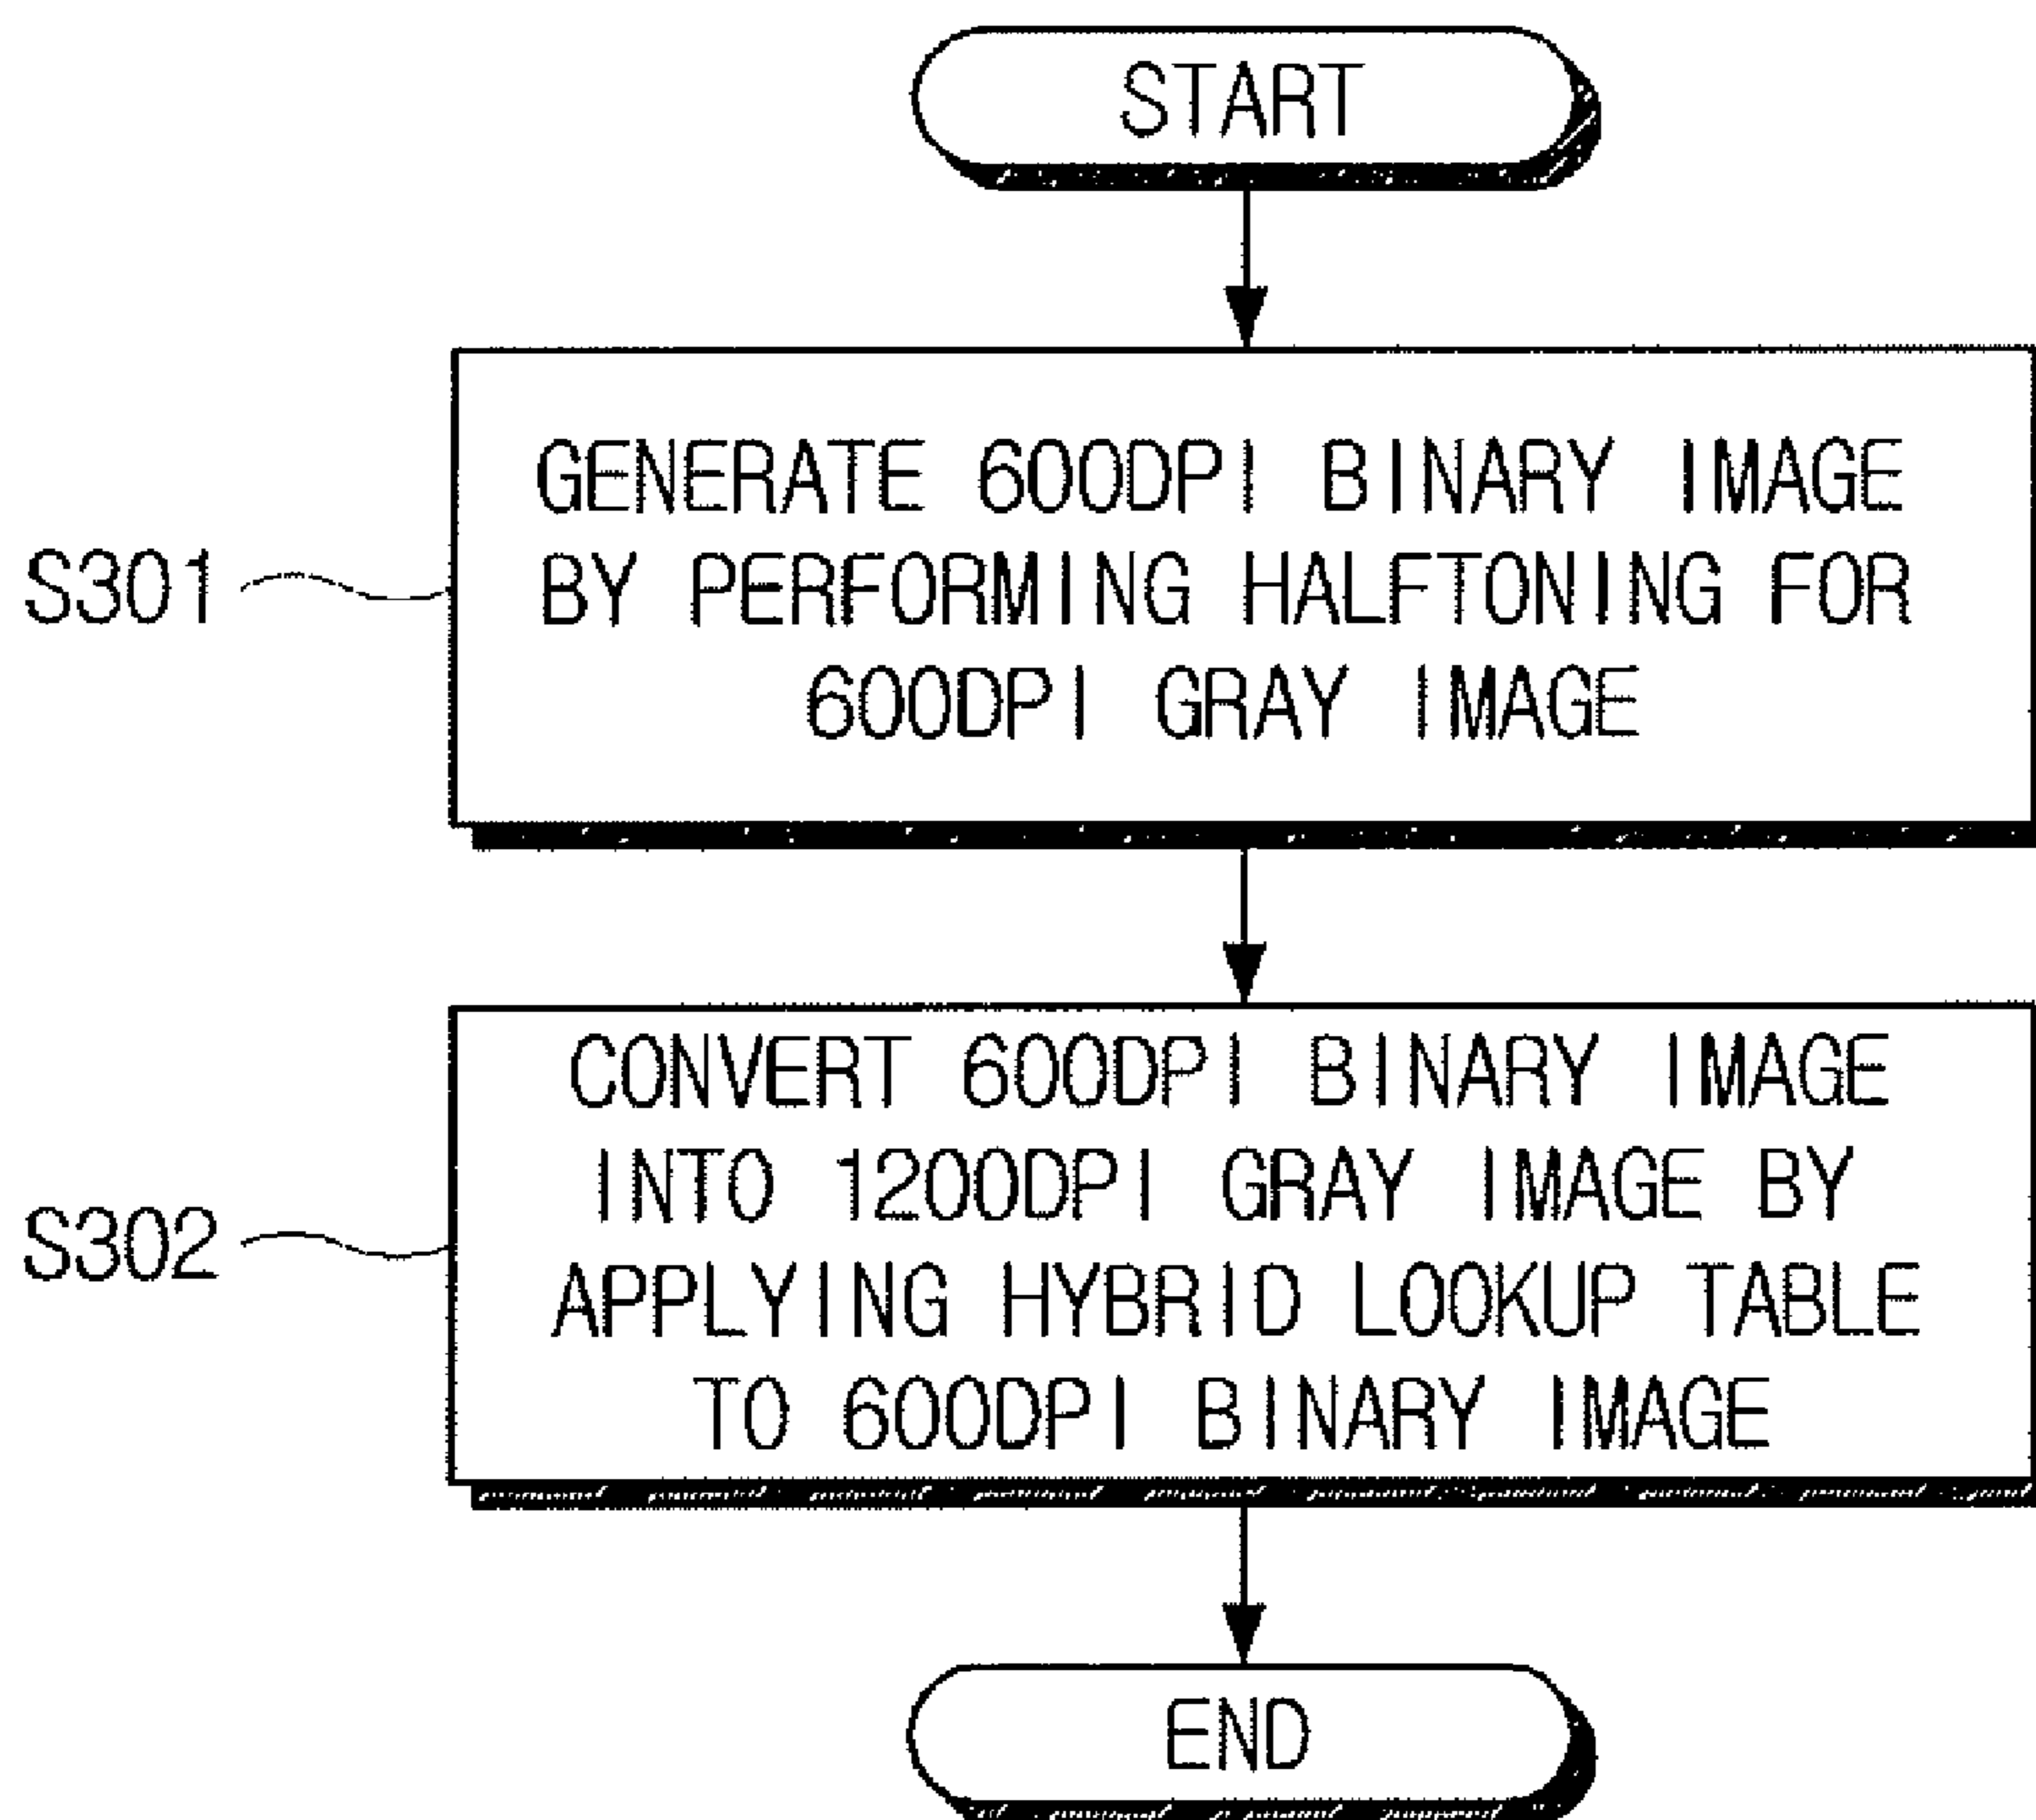 START
GENERATE 600DPI BINARY IMAGE
BY PERFORMING HALFTONING FOR
600DPI GRAY IMAGE
S301
CONVERT 600DPI BINARY IMAGE
INTO 1200DPI GRAY IMAGE BY
APPLYING HYBRID LOOKUP TABLE
TO 600DPI BINARY IMAGE
S302
END